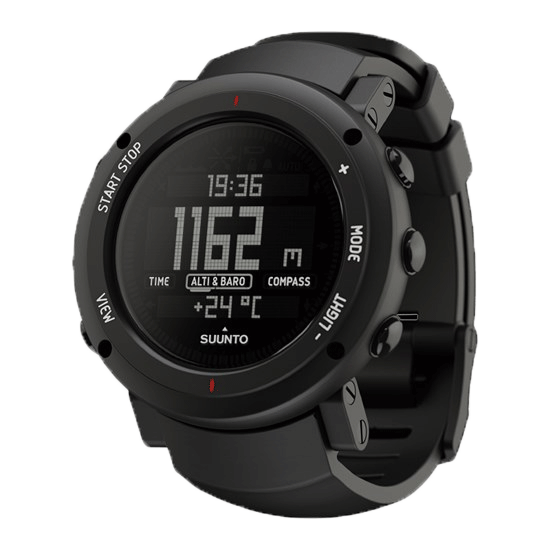 START STOP
+
19:36
1162 m
MODE
TIME ALTI & BARO COMPASS
VIEW
+24 °C
- LIGHT
SUUNTO